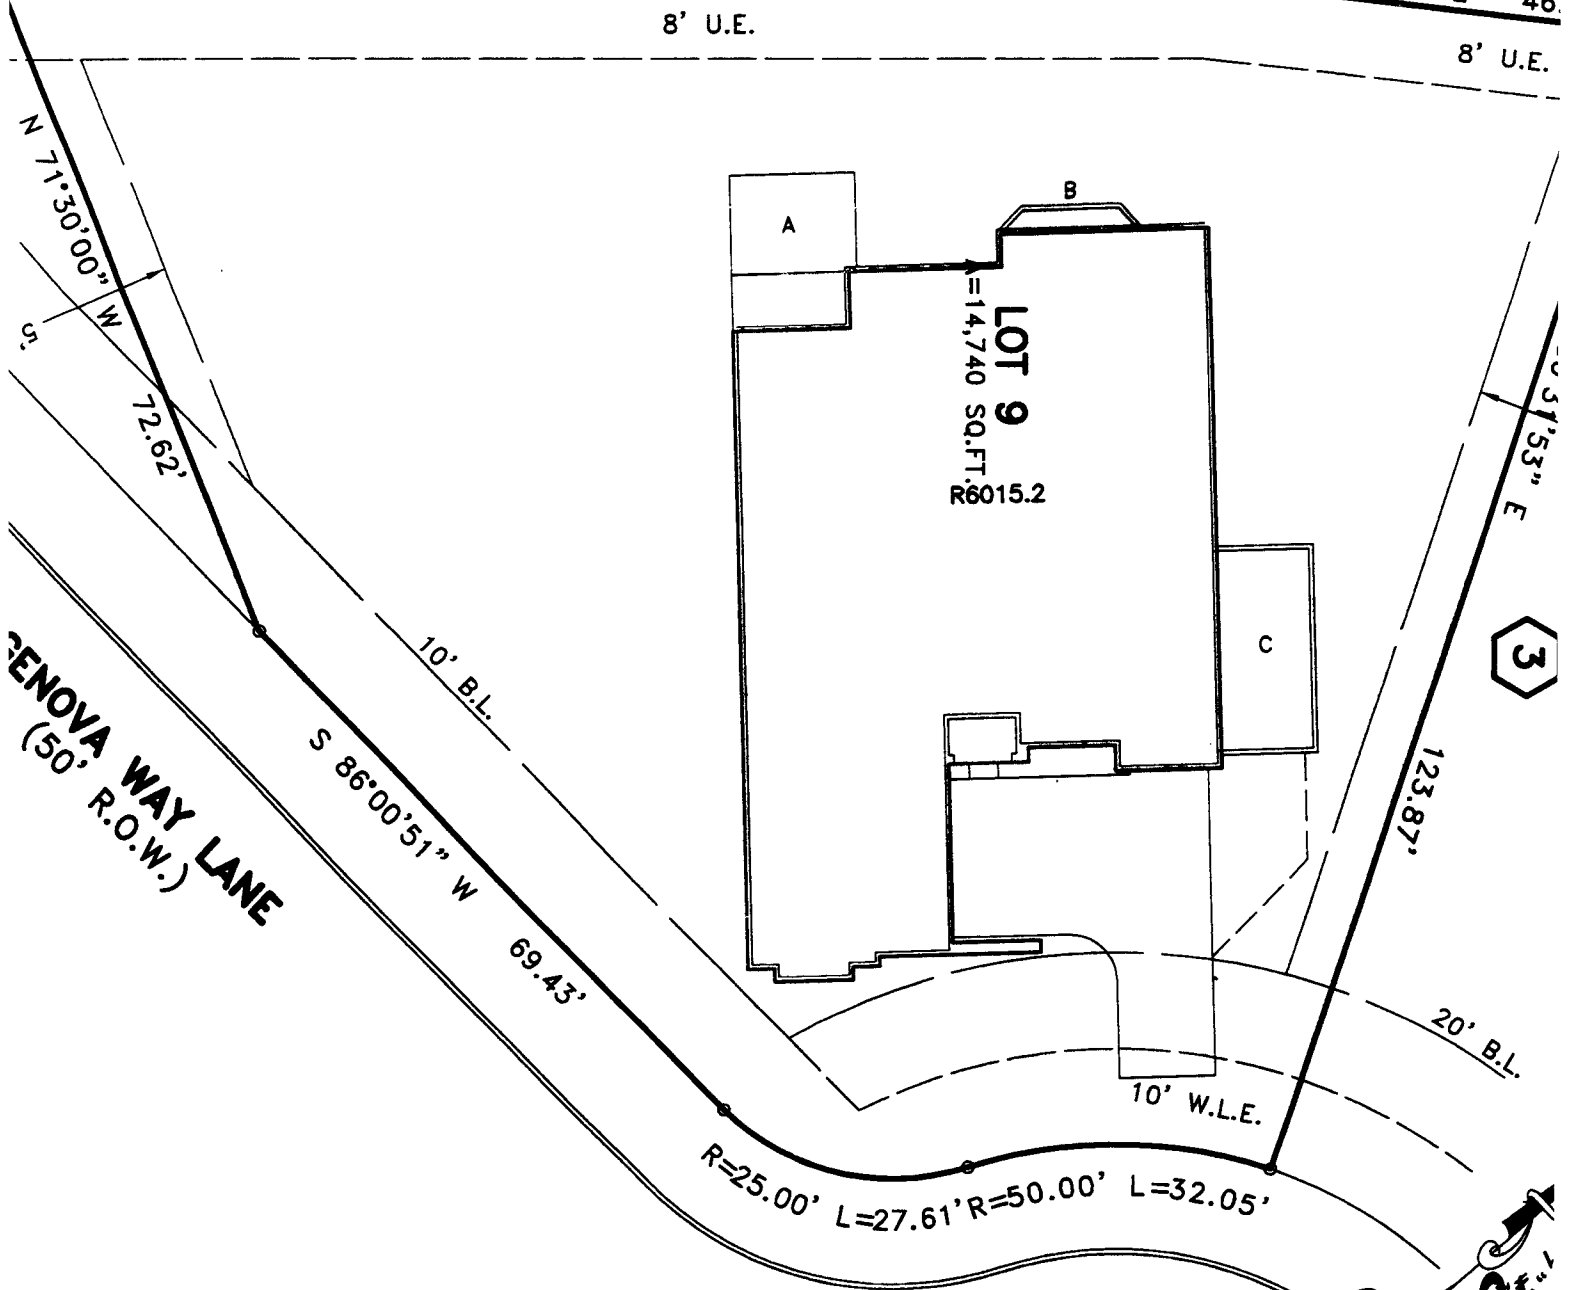 8' U.E.
46.
8' U.E.
N 71°30'00" W
72.62'
5'
A
B
LOT 9
=14,740 SQ.FT.
R6015.2
C
31'53" E
3
123.87'
10' B.L.
S 86°00'51" W
69.43'
GENOVA WAY LANE
(50' R.O.W.)
20' B.L.
10' W.L.E.
R=25.00' L=27.61'
R=50.00' L=32.05'